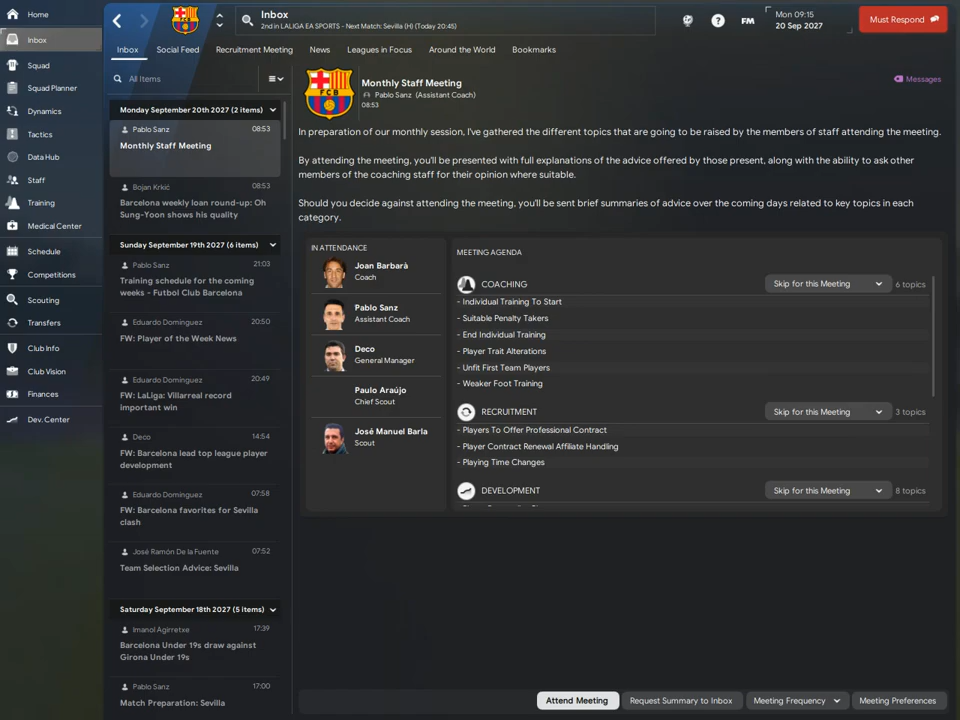 Home
Inbox
Squad
Squad Planner
Dynamics
Tactics
Data Hub
Staff
Training
Medical Center
Schedule
Competitions
Scouting
Transfers
Club Info
Club Vision
Finances
Dev. Center
Inbox
2nd in LALIGA EA SPORTS - Next Match: Sevilla (H) (Today 20:45)
?
FM
Mon 09:15
20 Sep 2027
Must Respond
Inbox
Social Feed
Recruitment Meeting
News
Leagues in Focus
Around the World
Bookmarks
All Items
Monday September 20th 2027 (2 items)
Pablo Sanz 08:53
Monthly Staff Meeting
Bojan Krkić 08:53
Barcelona weekly loan round-up: Oh
Sung-Yoon shows his quality
Sunday September 19th 2027 (6 items)
Pablo Sanz 21:03
Training schedule for the coming
weeks - Futból Club Barcelona
Eduardo Domínguez 20:50
FW: Player of the Week News
Eduardo Domínguez 20:49
FW: LaLiga: Villarreal record
important win
Deco 14:54
FW: Barcelona lead top league player
development
Eduardo Domínguez 07:58
FW: Barcelona favorites for Sevilla
clash
José Ramón De la Fuente 07:52
Team Selection Advice: Sevilla
Saturday September 18th 2027 (5 items)
Imanol Agirretxe 17:39
Barcelona Under 19s draw against
Girona Under 19s
Pablo Sanz 17:00
Match Preparation: Sevilla
FCB
Monthly Staff Meeting
Pablo Sanz (Assistant Coach)
08:53
Messages
In preparation of our monthly session, I've gathered the different topics that are going to be raised by the members of staff attending the meeting.
By attending the meeting, you'll be presented with full explanations of the advice offered by those present, along with the ability to ask other
members of the coaching staff for their opinion where suitable.
Should you decide against attending the meeting, you'll be sent brief summaries of advice over the coming days related to key topics in each
category.
IN ATTENDANCE
Joan Barbarà
Coach
Pablo Sanz
Assistant Coach
Deco
General Manager
Paulo Araújo
Chief Scout
José Manuel Barla
Scout
MEETING AGENDA
COACHING Skip for this Meeting 6 topics
- Individual Training To Start
- Suitable Penalty Takers
- End Individual Training
- Player Trait Alterations
- Unfit First Team Players
- Weaker Foot Training
RECRUITMENT Skip for this Meeting 3 topics
- Players To Offer Professional Contract
- Player Contract Renewal Affiliate Handling
- Playing Time Changes
DEVELOPMENT Skip for this Meeting 8 topics
Attend Meeting
Request Summary to Inbox
Meeting Frequency
Meeting Preferences